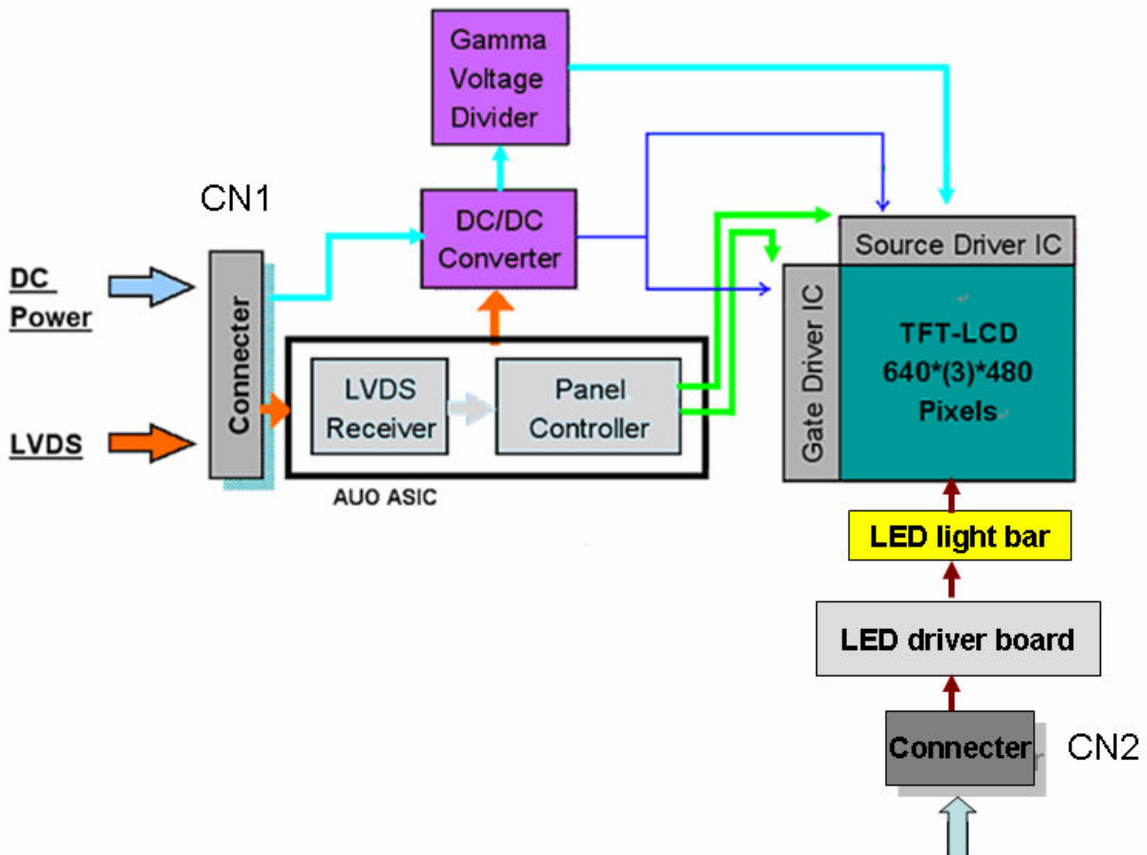 Gamma
Voltage
Divider
CN1
DC/DC
Converter
DC
Power
Connecter
LVDS
LVDS
Receiver
Panel
Controller
AUO ASIC
Source Driver IC
Gate Driver IC
TFT-LCD
640*(3)*480
Pixels
LED light bar
LED driver board
Connecter
CN2